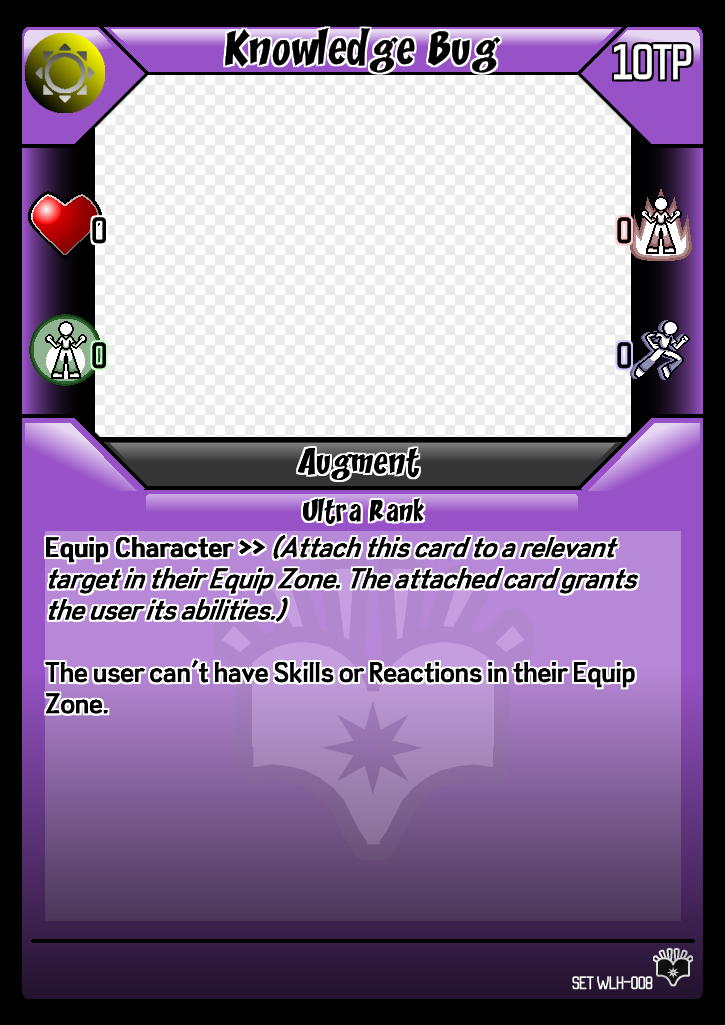 Knowledge Bug
10TP
0
0
0
0
Augment
Ultra Rank
Equip Character >> (Attach this card to a relevant
target in their Equip Zone. The attached card grants
the user its abilities.)
The user can't have Skills or Reactions in their Equip
Zone.
SET WLH-008